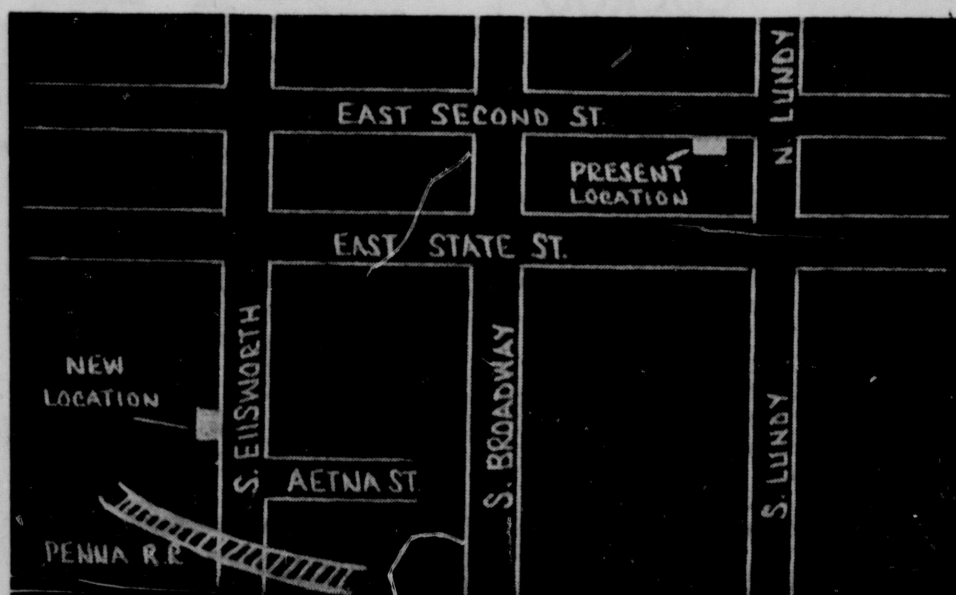 N. LUNDY
EAST SECOND ST.
PRESENT
LOCATION
EAST STATE ST.
NEW
LOCATION
S. EllSWORTH
S. BROADWAY
S. LUNDY
AETNA ST.
PENNA R.R